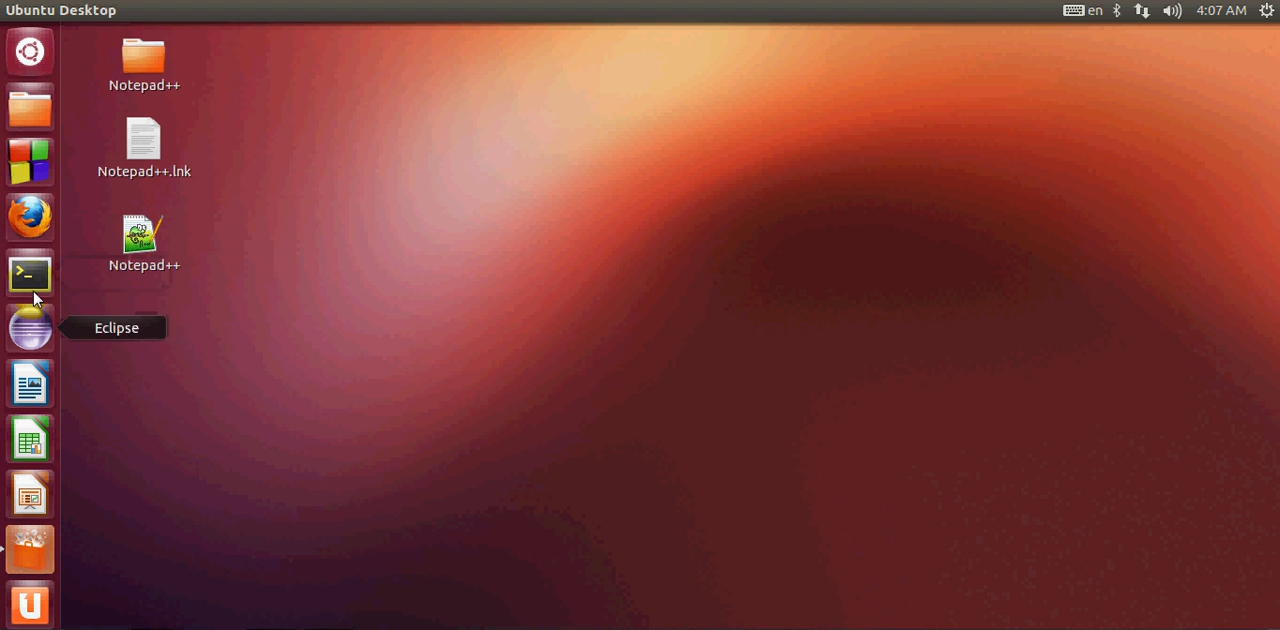 Ubuntu Desktop
en
4:07 AM
Notepad++
Notepad++.lnk
Notepad++
Eclipse